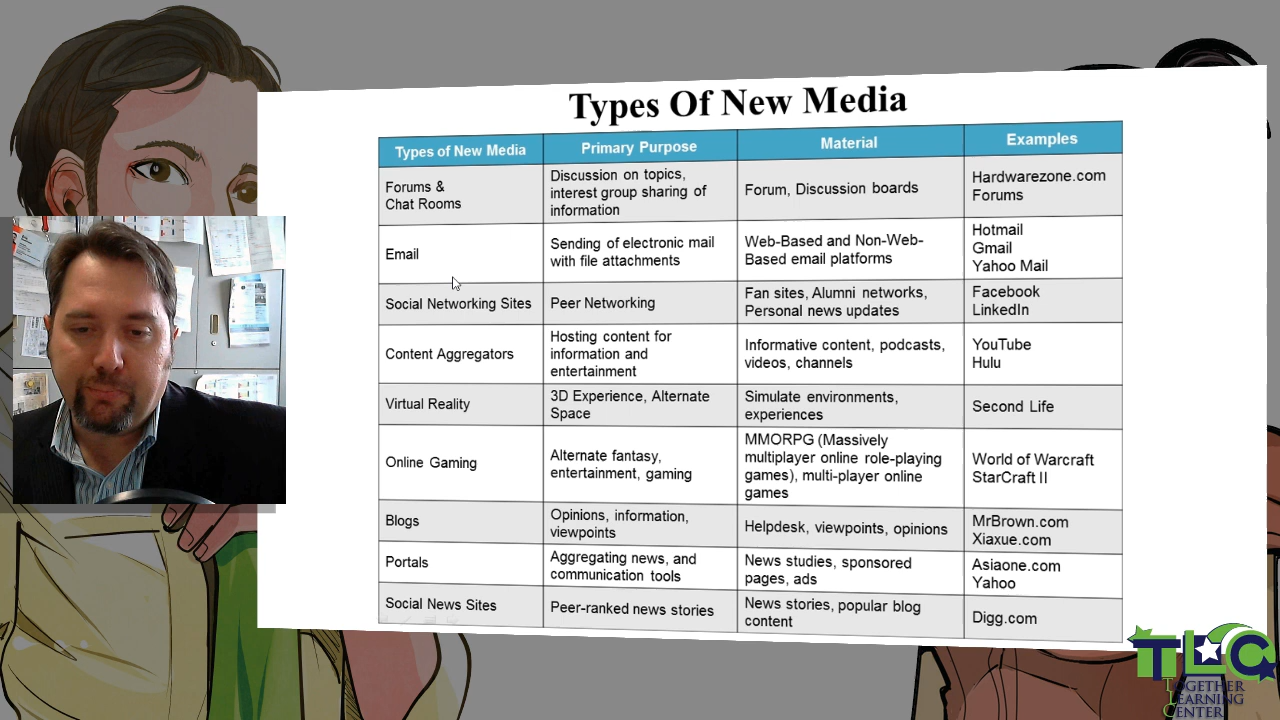 Types Of New Media
Types of New Media
Primary Purpose
Material
Examples
Forums &
Chat Rooms
Discussion on topics,
interest group sharing of
information
Forum, Discussion boards
Hardwarezone.com
Forums
Email
Sending of electronic mail
with file attachments
Web-Based and Non-Web-
Based email platforms
Hotmail
Gmail
Yahoo Mail
Social Networking Sites
Peer Networking
Fan sites, Alumni networks,
Personal news updates
Facebook
LinkedIn
Content Aggregators
Hosting content for
information and
entertainment
Informative content, podcasts,
videos, channels
YouTube
Hulu
Virtual Reality
3D Experience, Alternate
Space
Simulate environments,
experiences
Second Life
Online Gaming
Alternate fantasy,
entertainment, gaming
MMORPG (Massively
multiplayer online role-playing
games), multi-player online
games
World of Warcraft
StarCraft II
Blogs
Opinions, information,
viewpoints
Helpdesk, viewpoints, opinions
MrBrown.com
Xiaxue.com
Portals
Aggregating news, and
communication tools
News studies, sponsored
pages, ads
Asiaone.com
Yahoo
Social News Sites
Peer-ranked news stories
News stories, popular blog
content
Digg.com
TLC
TOGETHER
LEARNING
CENTER